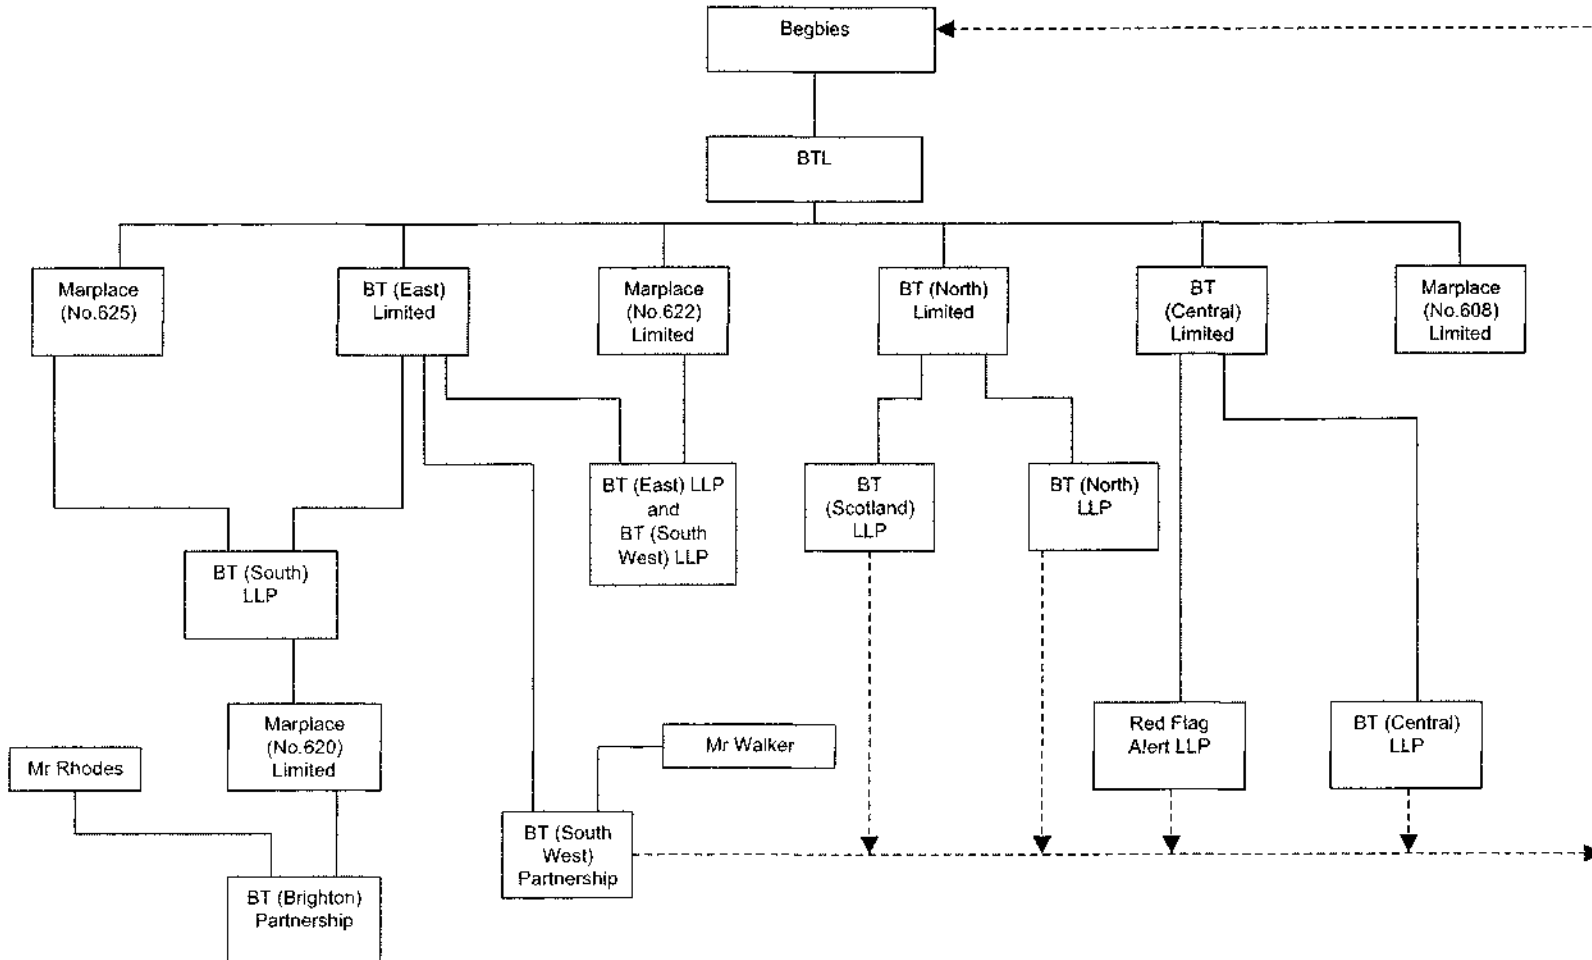 Begbies
BTL
Marplace
(No.625)
BT (East)
Limited
Marplace
(No.622)
Limited
BT (North)
Limited
BT
(Central)
Limited
Marplace
(No.608)
Limited
BT (East) LLP
and
BT (South
West) LLP
BT
(Scotland)
LLP
BT (North)
LLP
BT (South)
LLP
Marplace
(No.620)
Limited
Mr Walker
Red Flag
Alert LLP
BT (Central)
LLP
Mr Rhodes
BT (South
West)
Partnership
BT (Brighton)
Partnership